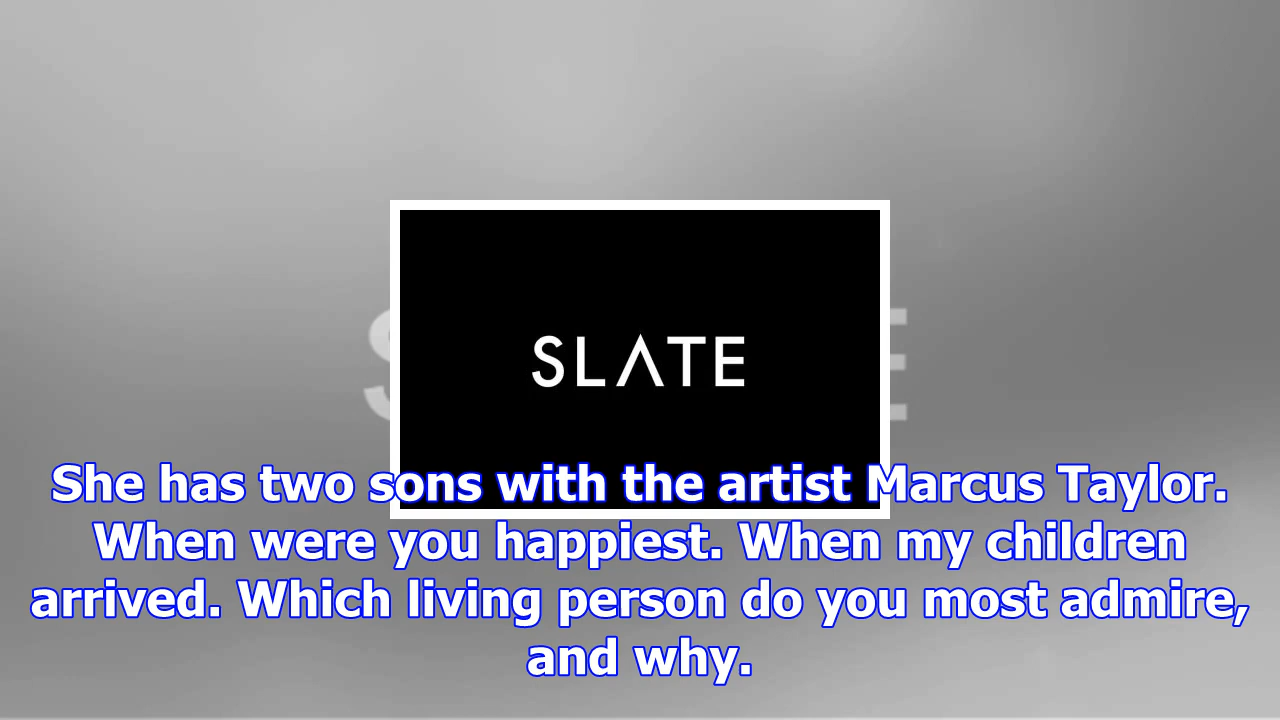 SLATE
She has two sons with the artist Marcus Taylor.
When were you happiest. When my children
arrived. Which living person do you most admire,
and why.